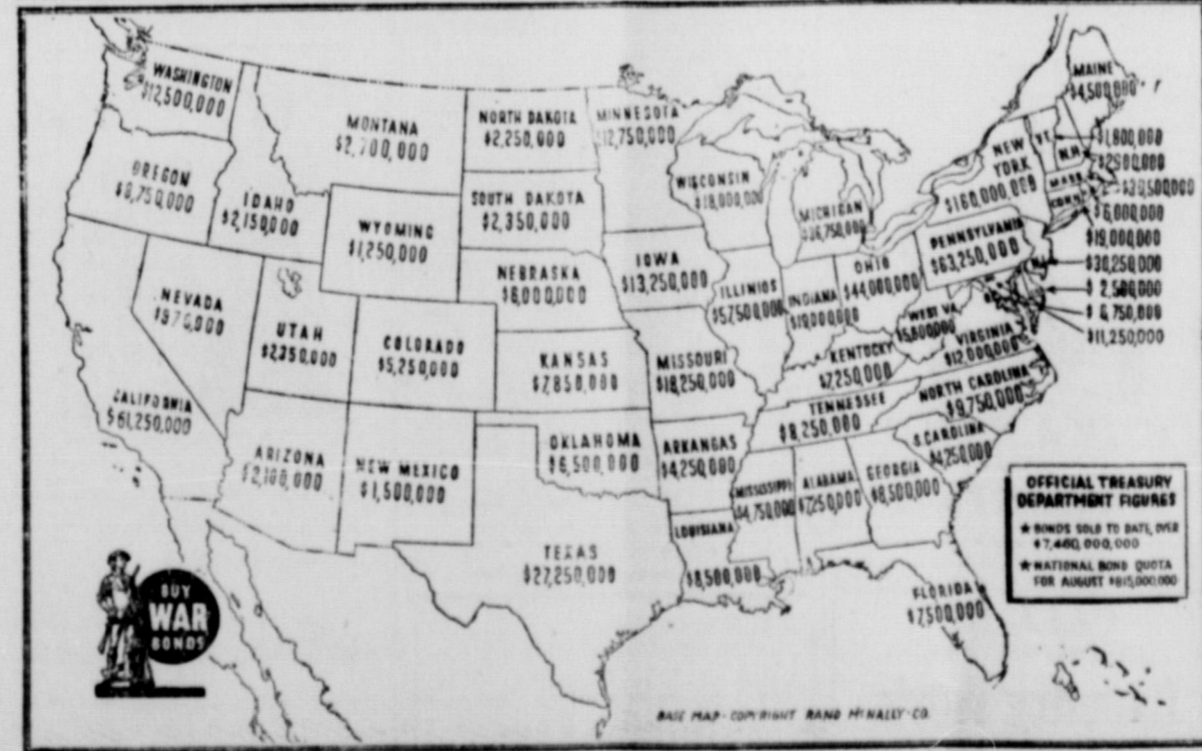 WASHINGTON
$12,500,000
MONTANA
$2,700,000
NORTH DAKOTA
$2,250,000
MINNESOTA
$12,750,000
MAINE
$4,500,000
OREGON
$8,750,000
IDAHO
$2,150,000
WYOMING
$1,250,000
SOUTH DAKOTA
$2,350,000
WISCONSIN
$18,000,000
MICHIGAN
NEW
YORK
$160,000,000
VT.
N.H.
MASS
CONN
$1,800,000
$2500,000
$6,000,000
$19,000,000
$30,250,000
$11,250,000
NEVADA
UTAH
$2,350,000
COLORADO
$5,250,000
NEBRASKA
IOWA
$13,250,000
ILLINIOS
$57,500,000
INDIANA
OHIO
$44,000,000
PENNSYLVANIA
$63,250,000
WEST VA
VIRGINIA
$12,000,000
CALIFORNIA
$61,250,000
KANSAS
$7,850,000
MISSOURI
$18,250,000
KENTUCKY
$7,250,000
NORTH CAROLINA
$9,750,000
TENNESSEE
$8,250,000
S. CAROLINA
$4,250,000
ARIZONA
$2,100,000
NEW MEXICO
$1,500,000
OKLAHOMA
$6,500,000
ARKANSAS
$4,250,000
MISSISSIPPI
$4,750,000
ALABAMA
$7,250,000
GEORGIA
$8,500,000
LOUISIANA
$8,500,000
TEXAS
$27,250,000
FLORIDA
$7,500,000
OFFICIAL TREASURY
DEPARTMENT FIGURES
★ BONDS SOLD TO DATE, OVER
$7,460,000,000
★ NATIONAL BOND QUOTA
FOR AUGUST $815,000,000
BUY
WAR
BONDS
BASE MAP - COPYRIGHT RAND McNALLY CO.